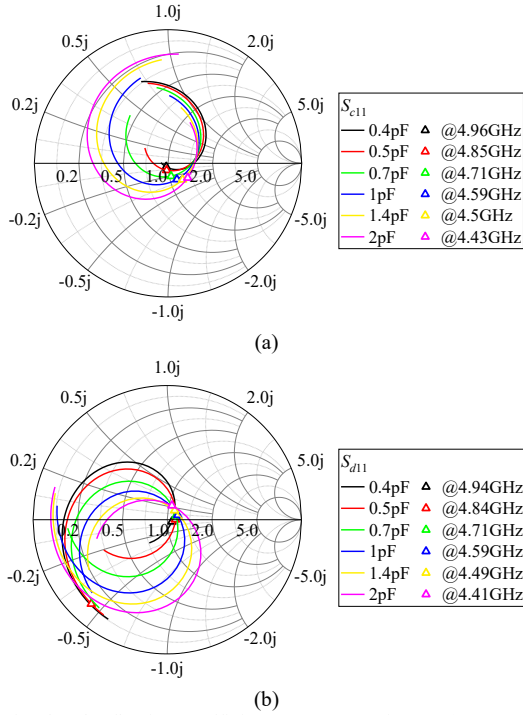 1.0j
0.5j 2.0j
0.2j 5.0j
0.2 0.5 1.0 2.0 5.0
-0.2j -5.0j
-0.5j -2.0j
-1.0j
S_c11
0.4pF @4.96GHz
0.5pF @4.85GHz
0.7pF @4.71GHz
1pF @4.59GHz
1.4pF @4.5GHz
2pF @4.43GHz
(a)
1.0j
0.5j 2.0j
0.2j 5.0j
0.2 0.5 1.0 2.0 5.0
-0.2j -5.0j
-0.5j -2.0j
-1.0j
S_d11
0.4pF @4.94GHz
0.5pF @4.84GHz
0.7pF @4.71GHz
1pF @4.59GHz
1.4pF @4.49GHz
2pF @4.41GHz
(b)